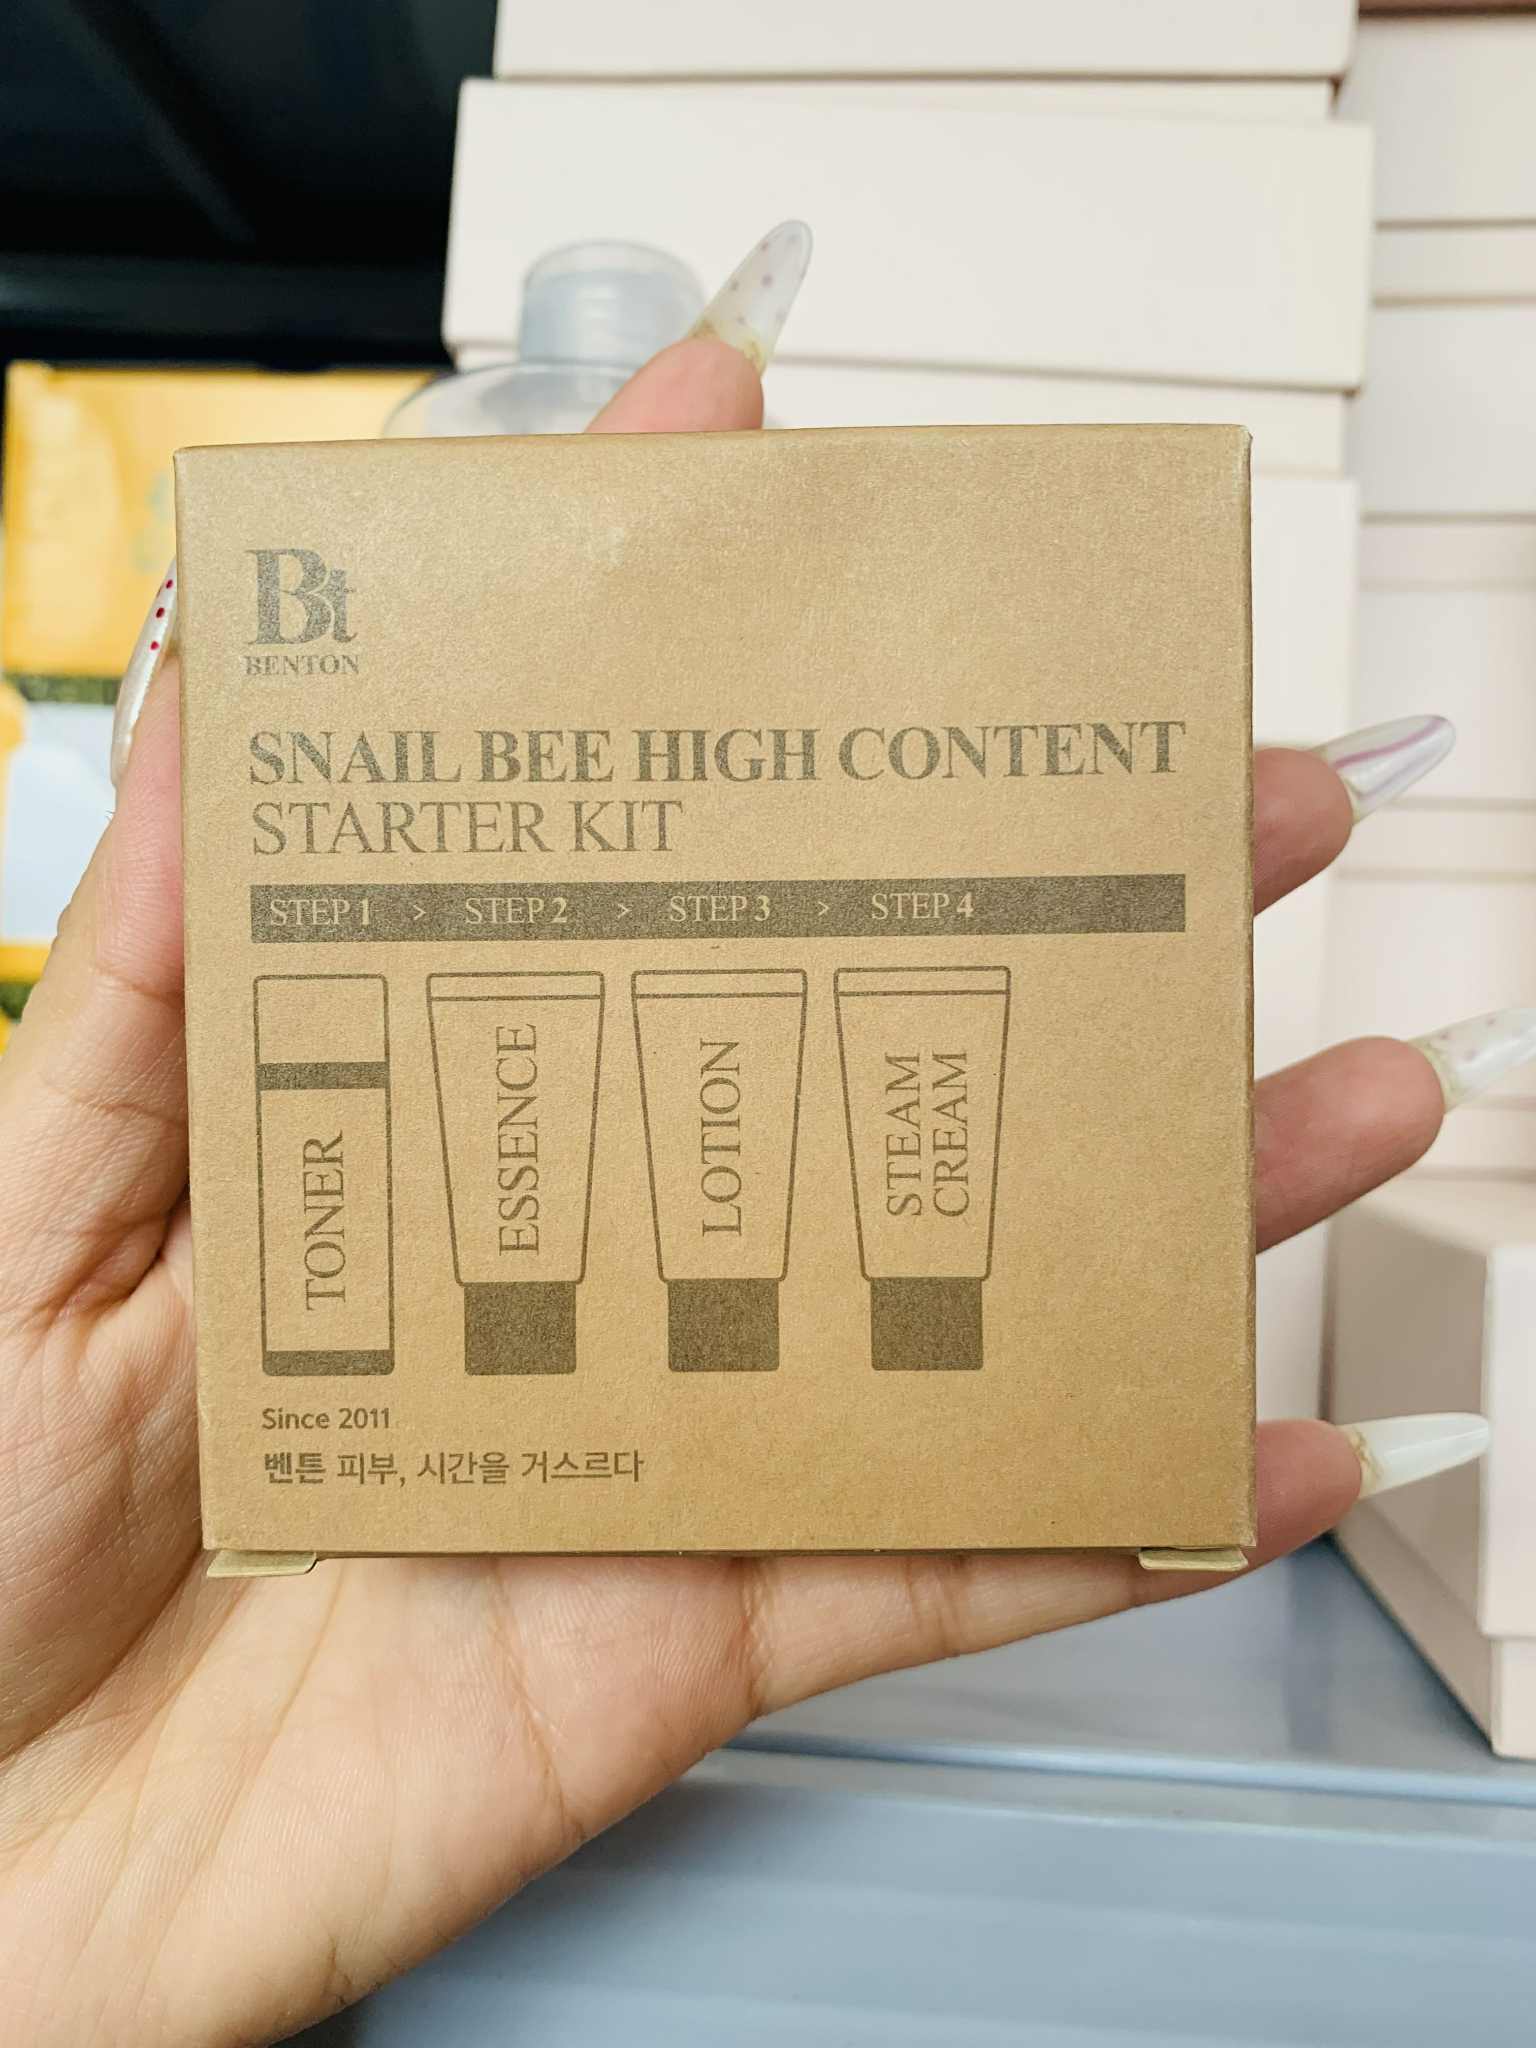 Bt
BENTON
SNAIL BEE HIGH CONTENT
STARTER KIT
STEP 1 > STEP 2 > STEP 3 > STEP 4
TONER
ESSENCE
LOTION
STEAM
CREAM
Since 2011
벤튼 피부, 시간을 거스르다